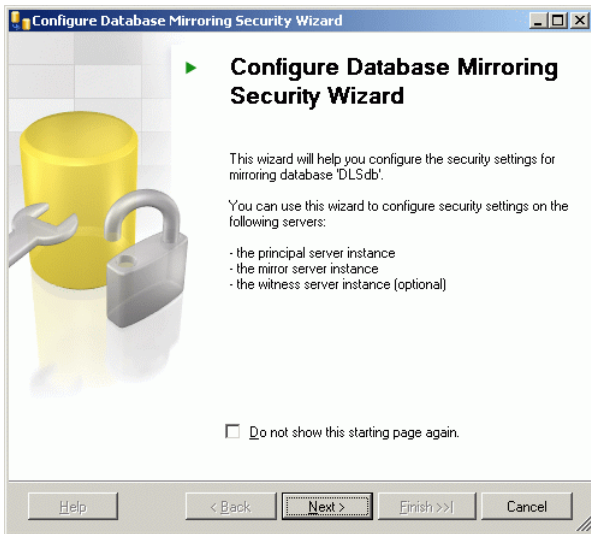 Configure Database Mirroring Security Wizard
Configure Database Mirroring
Security Wizard
This wizard will help you configure the security settings for
mirroring database 'DLSdb'.
You can use this wizard to configure security settings on the
following servers:
- the principal server instance
- the mirror server instance
- the witness server instance (optional)
Do not show this starting page again.
Help < Back Next > Finish >>| Cancel